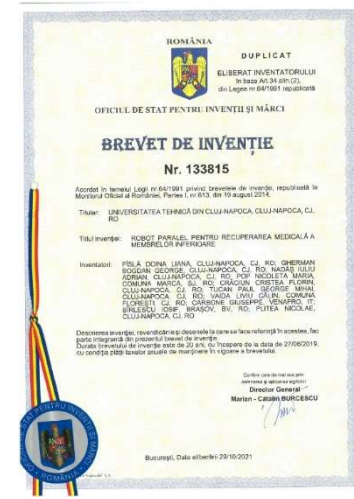 ROMÂNIA
DUPLICAT
ELIBERAT INVENTATORULUI
în baza Art.34 alin.(2),
din Legea nr.64/1991 republicată
OFICIUL DE STAT PENTRU INVENȚII ȘI MĂRCI
BREVET DE INVENȚIE
Nr. 133815
Acordat în temeiul Legii nr.64/1991 privind brevetele de invenție, republicată în
Monitorul Oficial al României, Partea I, nr.613, din 19 august 2014.
Titular: UNIVERSITATEA TEHNICĂ DIN CLUJ-NAPOCA, CLUJ-NAPOCA, CJ,
RO
Titlul invenției: ROBOT PARALEL PENTRU RECUPERAREA MEDICALĂ A
MEMBRELOR INFERIOARE
Inventatori: PÎSLĂ DOINA LIANA, CLUJ-NAPOCA, CJ, RO; GHERMAN
BOGDAN GEORGE, CLUJ-NAPOCA, CJ, RO; NADĂȘ IULIU
ADRIAN, CLUJ-NAPOCA, CJ, RO; POP NICOLETA MARIA,
COMUNA MARCA, SJ, RO; CRĂCIUN CRISTEA FLORIN,
CLUJ-NAPOCA, CJ, RO; TUCAN PAUL GEORGE MIHAI,
CLUJ-NAPOCA, CJ, RO; VAIDA LIVIU CĂLIN, COMUNA
FLOREȘTI, CJ, RO; CARBONE GIUSEPPE, VENAFRO, IT;
BÎRLESCU IOSIF, BRAȘOV, BV, RO; PLITEA NICOLAE,
CLUJ-NAPOCA, CJ, RO
Descrierea invenției, revendicările și desenele la care se face referință în acestea, fac
parte integrantă din prezentul brevet de invenție.
Durata brevetului de invenție este de 20 ani, cu începere de la data de 27/06/2019,
cu condiția plății taxelor anuale de menținere în vigoare a brevetului.
Director General
Marian - Cătălin BURCESCU
București, Data eliberării 29/10/2021